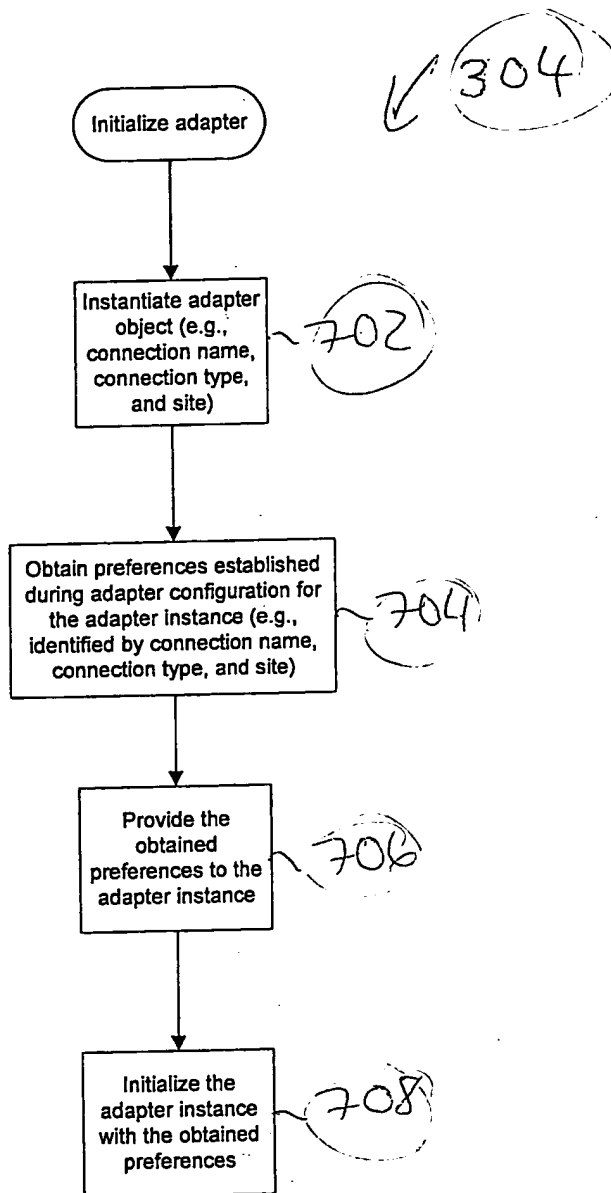 304
Initialize adapter
Instantiate adapter
object (e.g.,
connection name,
connection type,
and site)
702
Obtain preferences established
during adapter configuration for
the adapter instance (e.g.,
identified by connection name,
connection type, and site)
704
Provide the
obtained
preferences to the
adapter instance
706
Initialize the
adapter instance
with the obtained
preferences
708